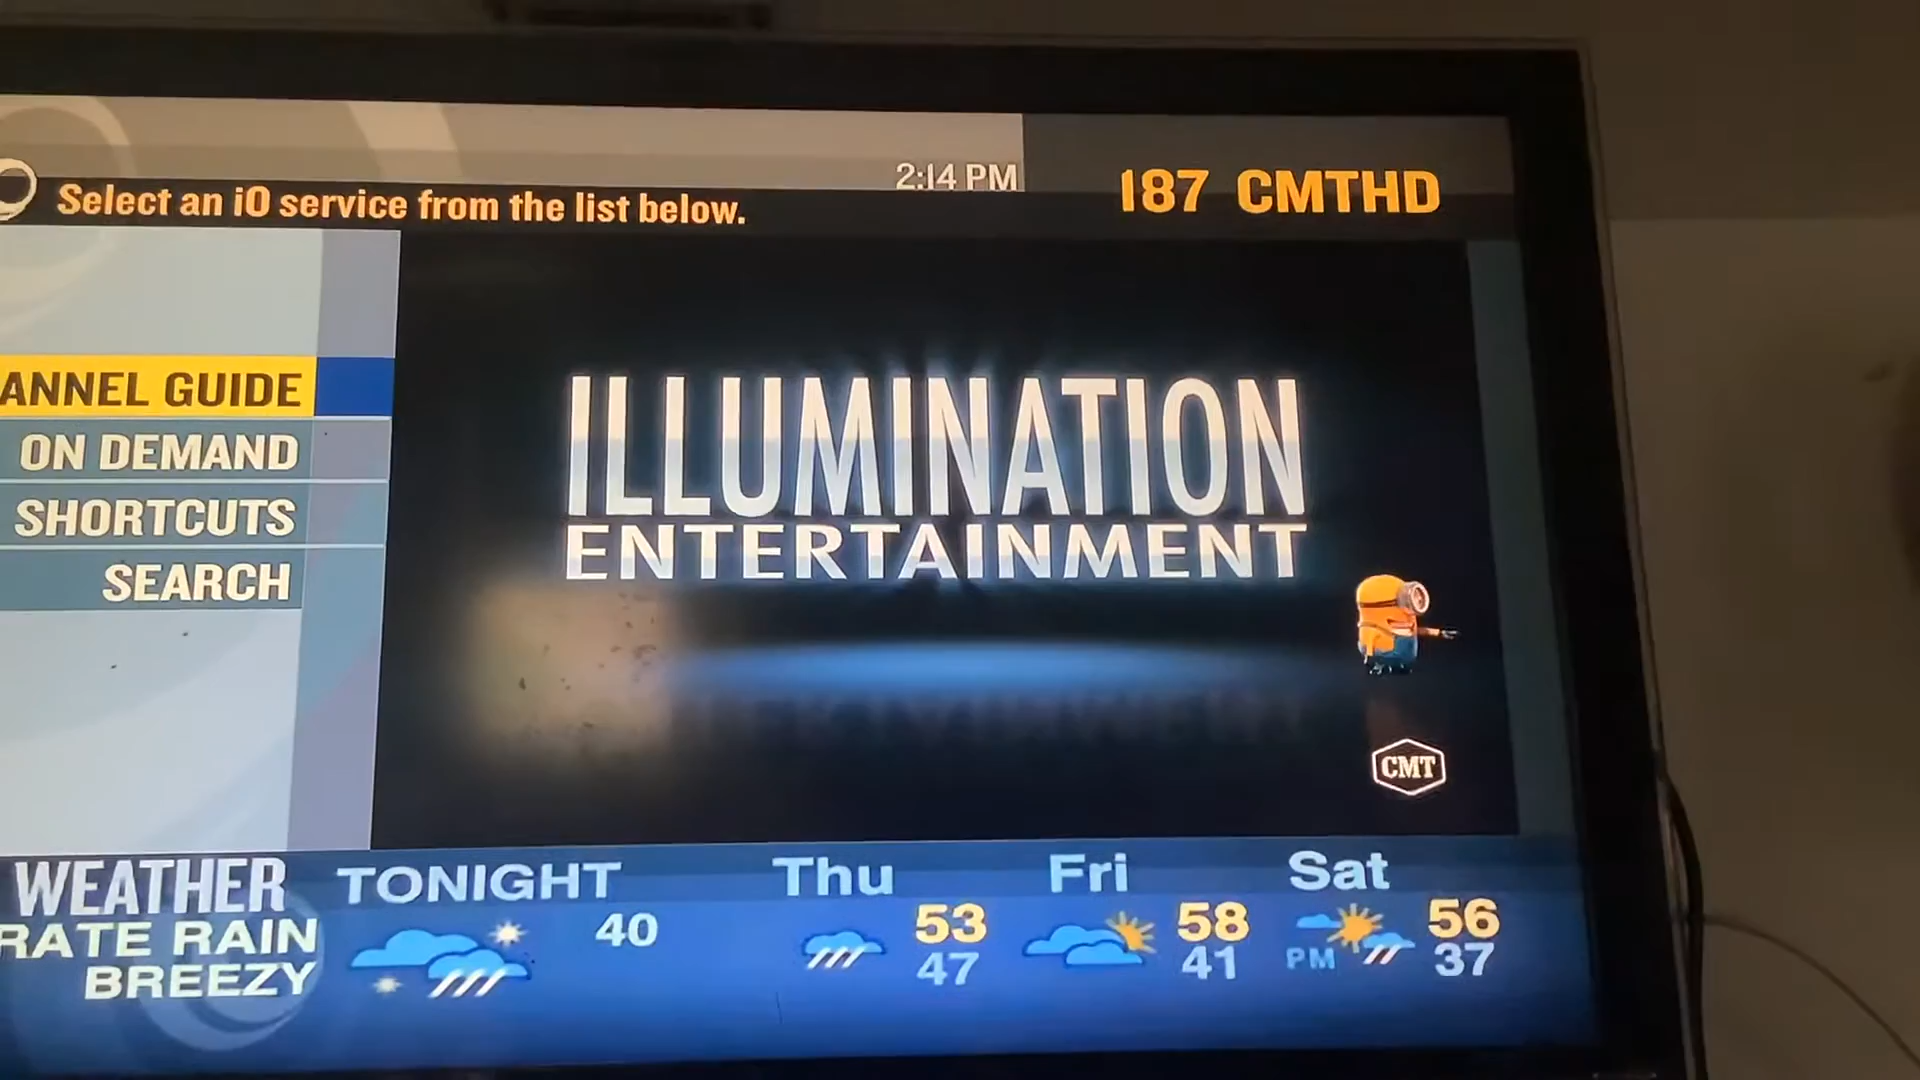 2:14 PM
187 CMTHD
Select an iO service from the list below.
ANNEL GUIDE
ON DEMAND
SHORTCUTS
SEARCH
ILLUMINATION
ENTERTAINMENT
CMT
WEATHER
RATE RAIN
BREEZY
TONIGHT
40
Thu
53
47
Fri
58
41
Sat
PM
56
37